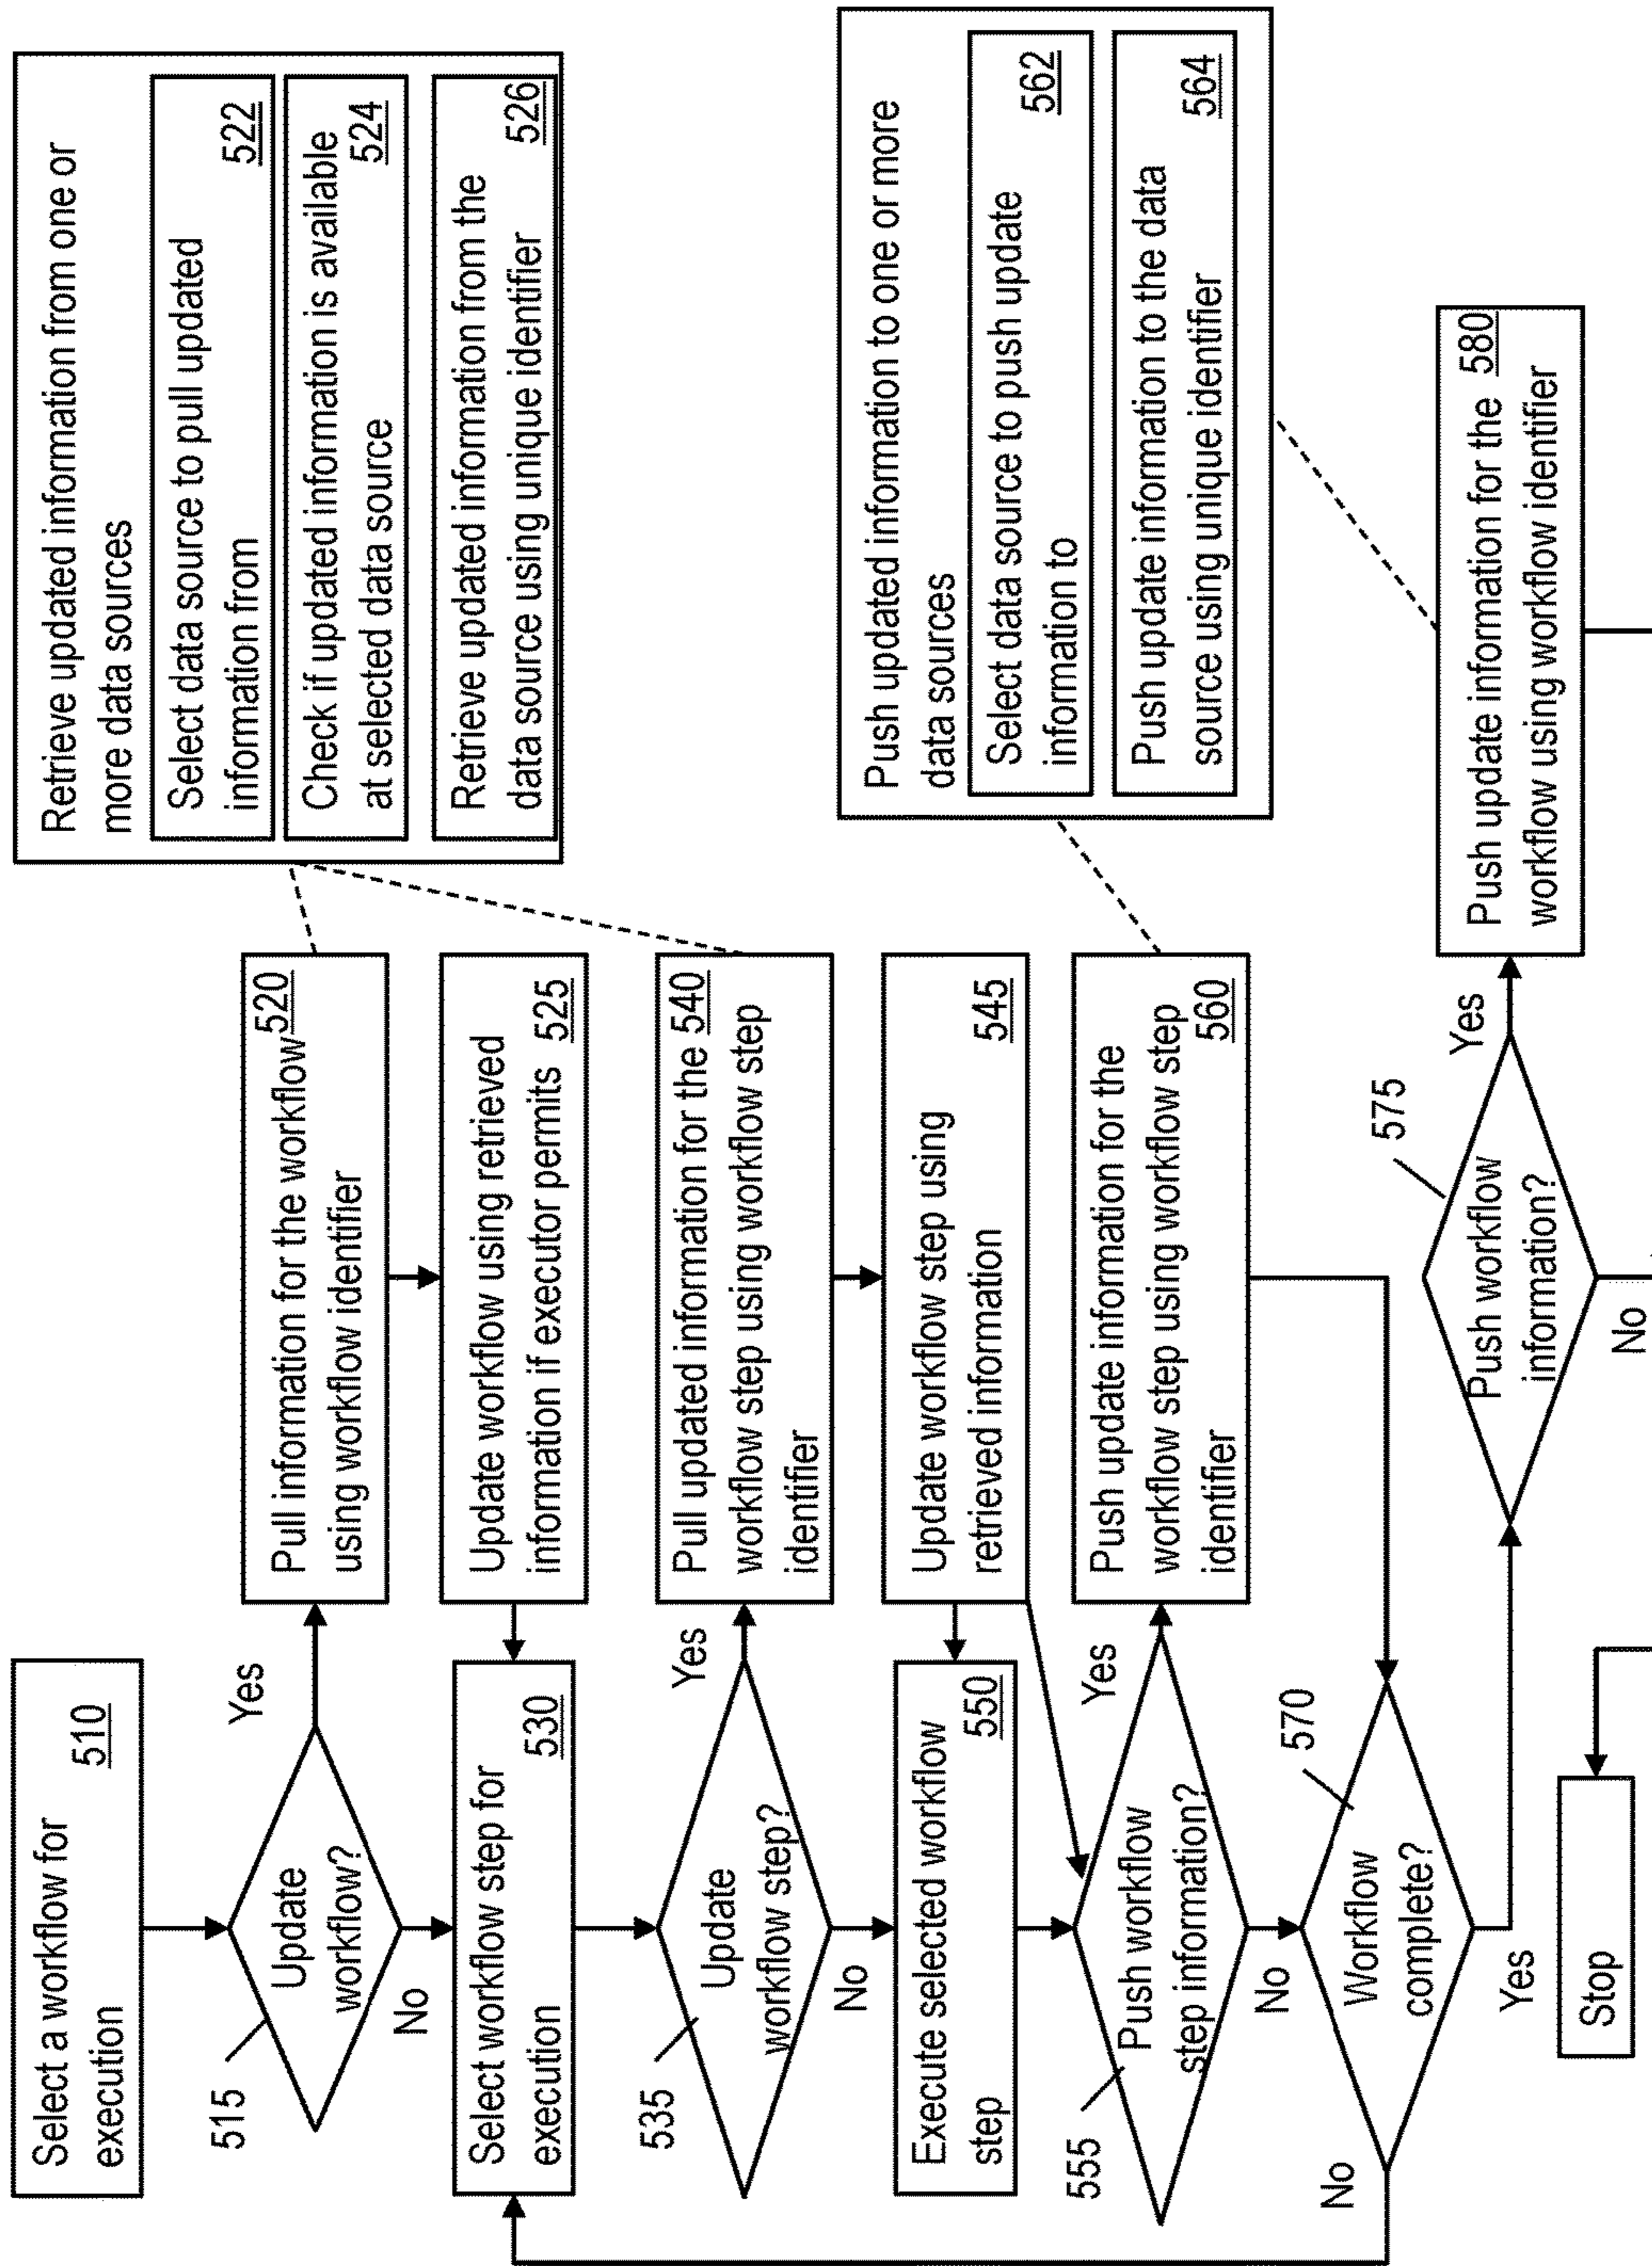 Select a workflow for
execution
510
515
Update
workflow?
Yes
No
Pull information for the workflow
using workflow identifier
520
Update workflow using retrieved
information if executor permits
525
Retrieve updated information from one or
more data sources
Select data source to pull updated
information from
522
Check if updated information is available
at selected data source
524
Retrieve updated information from the
data source using unique identifier
526
Select workflow step for
execution
530
535
Update
workflow step?
Yes
No
Pull updated information for the
workflow step using workflow step
identifier
540
Update workflow step using
retrieved information
545
Execute selected workflow
step
550
555
Push workflow
step information?
Yes
No
Push update information for the
workflow step using workflow step
identifier
560
Push updated information to one or more
data sources
Select data source to push update
information to
562
Push update information to the data
source using unique identifier
564
570
Workflow
complete?
No
Yes
575
Push workflow
information?
Yes
No
Push update information for the
workflow using workflow identifier
580
Stop